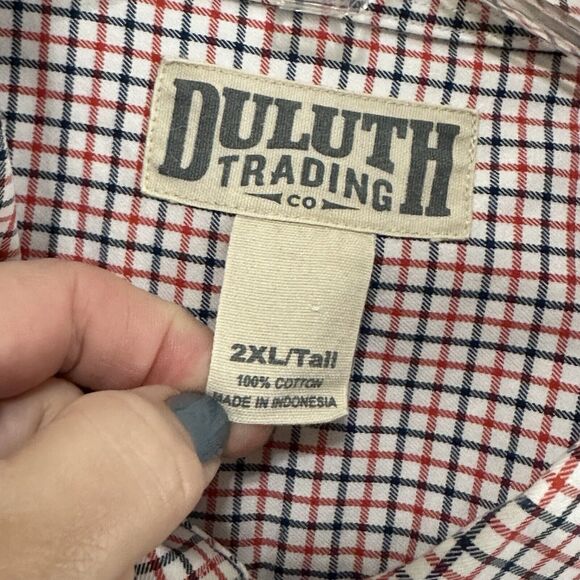 DULUTH
TRADING
CO
2XL/Tall
100% COTTON
MADE IN INDONESIA